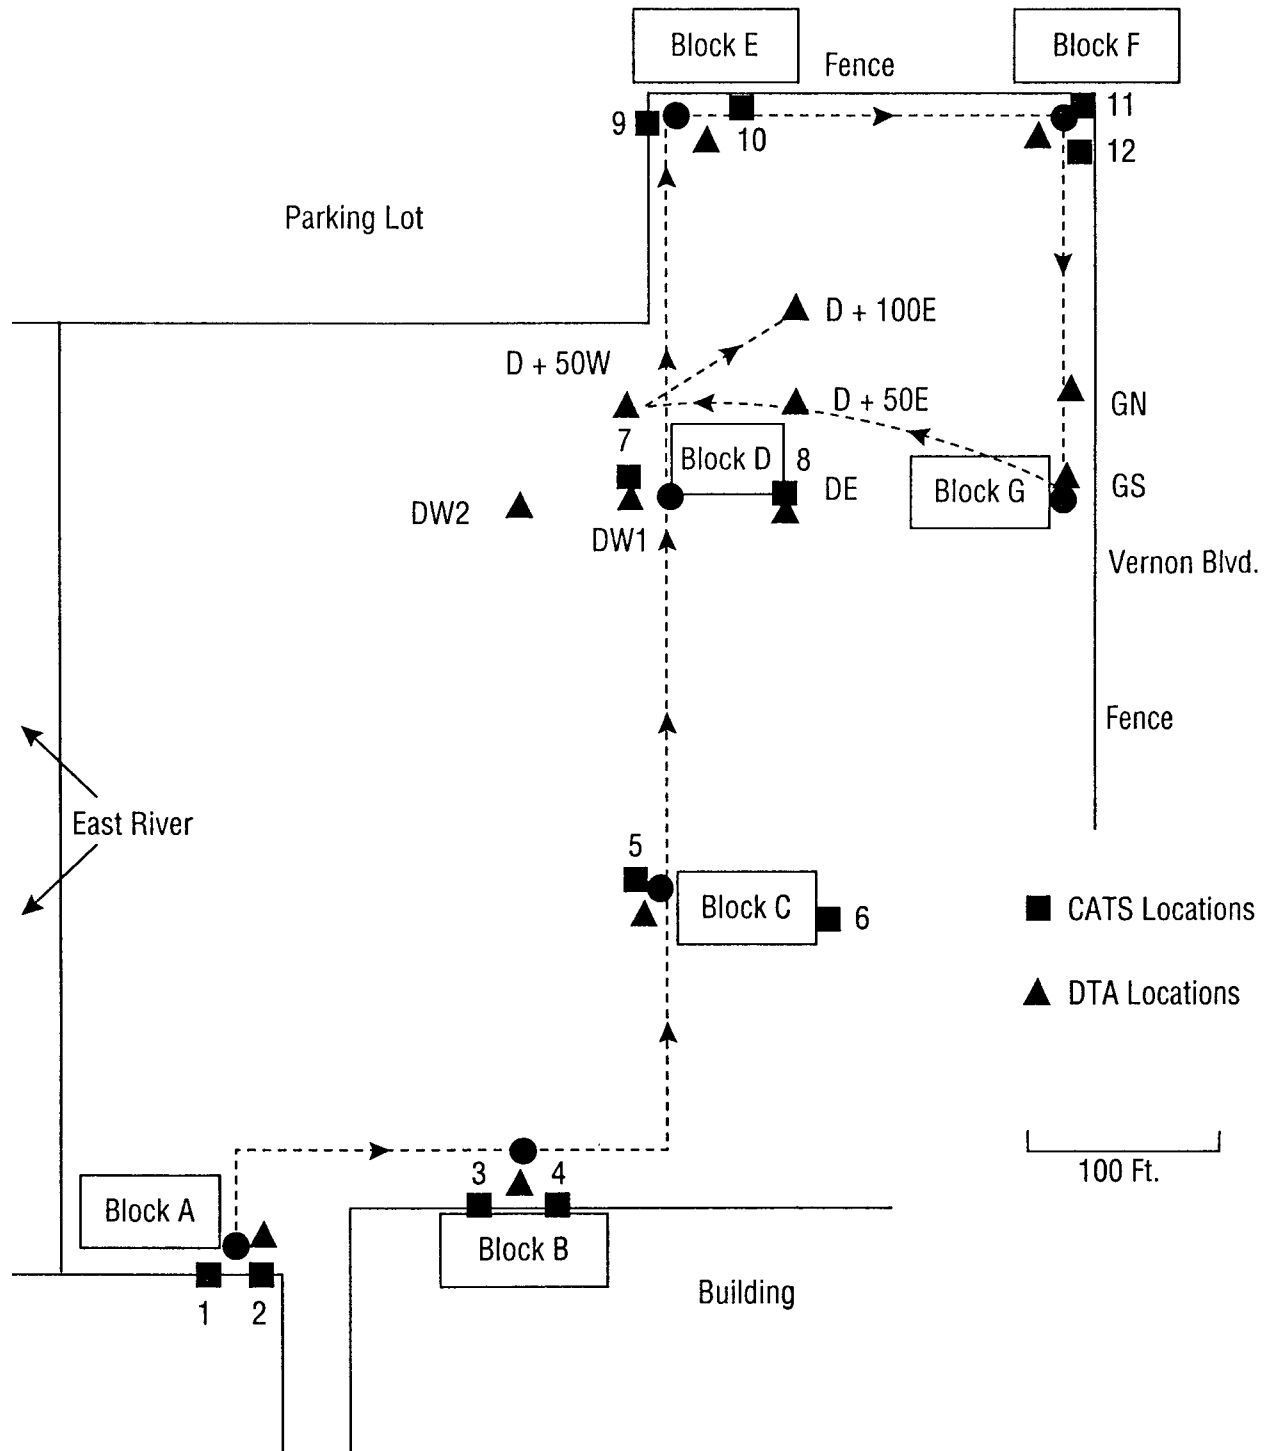 Block E
Block F
Fence
11
9
10
12
Parking Lot
D + 100E
D + 50W
D + 50E
GN
7
Block D
8
DE
Block G
GS
DW2
DW1
Vernon Blvd.
Fence
East River
5
Block C
6
CATS Locations
DTA Locations
3
4
100 Ft.
Block A
Block B
Building
1
2